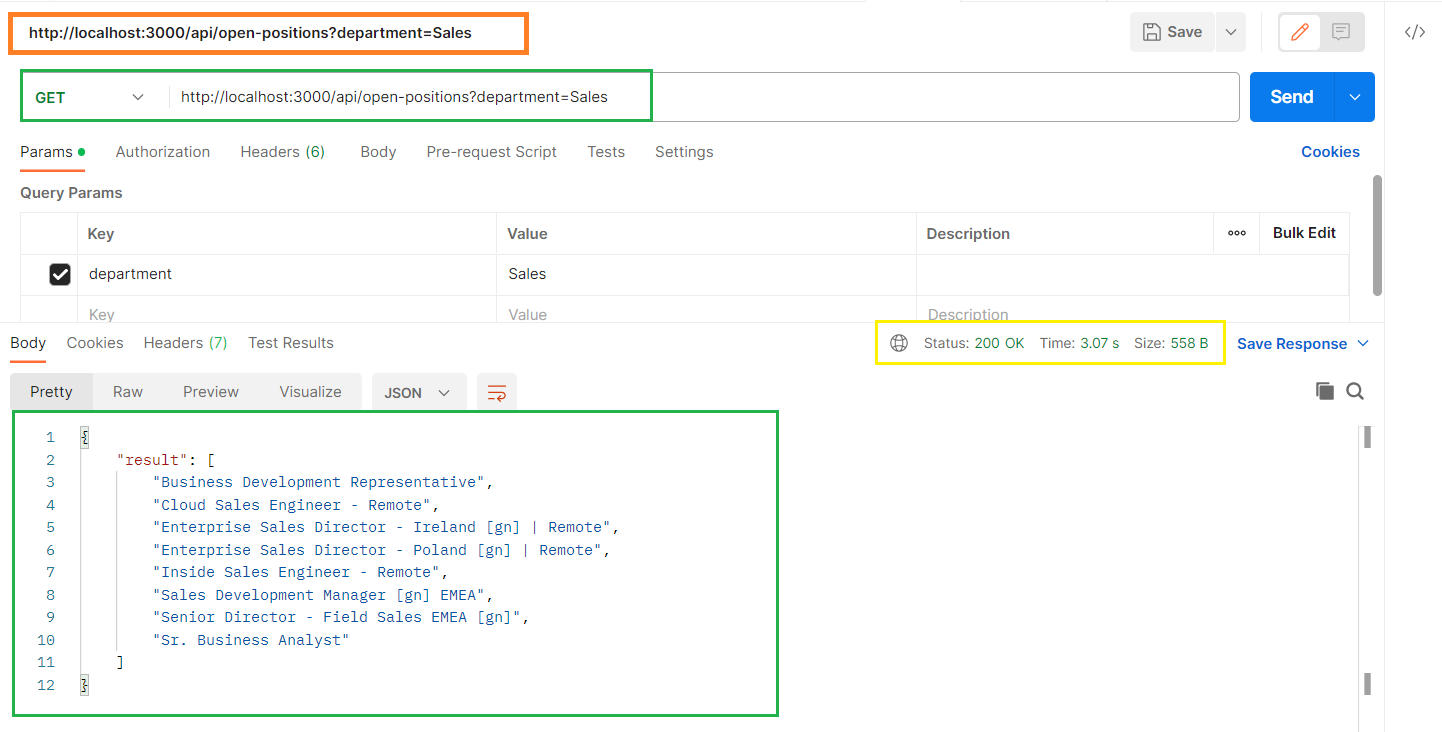 http://localhost:3000/api/open-positions?department=Sales
Save
</>
GET http://localhost:3000/api/open-positions?department=Sales
Send
Params Authorization Headers (6) Body Pre-request Script Tests Settings
Cookies
Query Params
Key Value Description ooo Bulk Edit
department Sales
Key Value Description
Body Cookies Headers (7) Test Results
Status: 200 OK Time: 3.07 s Size: 558 B Save Response
Pretty Raw Preview Visualize JSON
1 {
2 "result": [
3 "Business Development Representative",
4 "Cloud Sales Engineer - Remote",
5 "Enterprise Sales Director - Ireland [gn] | Remote",
6 "Enterprise Sales Director - Poland [gn] | Remote",
7 "Inside Sales Engineer - Remote",
8 "Sales Development Manager [gn] EMEA",
9 "Senior Director - Field Sales EMEA [gn]",
10 "Sr. Business Analyst"
11 ]
12 }